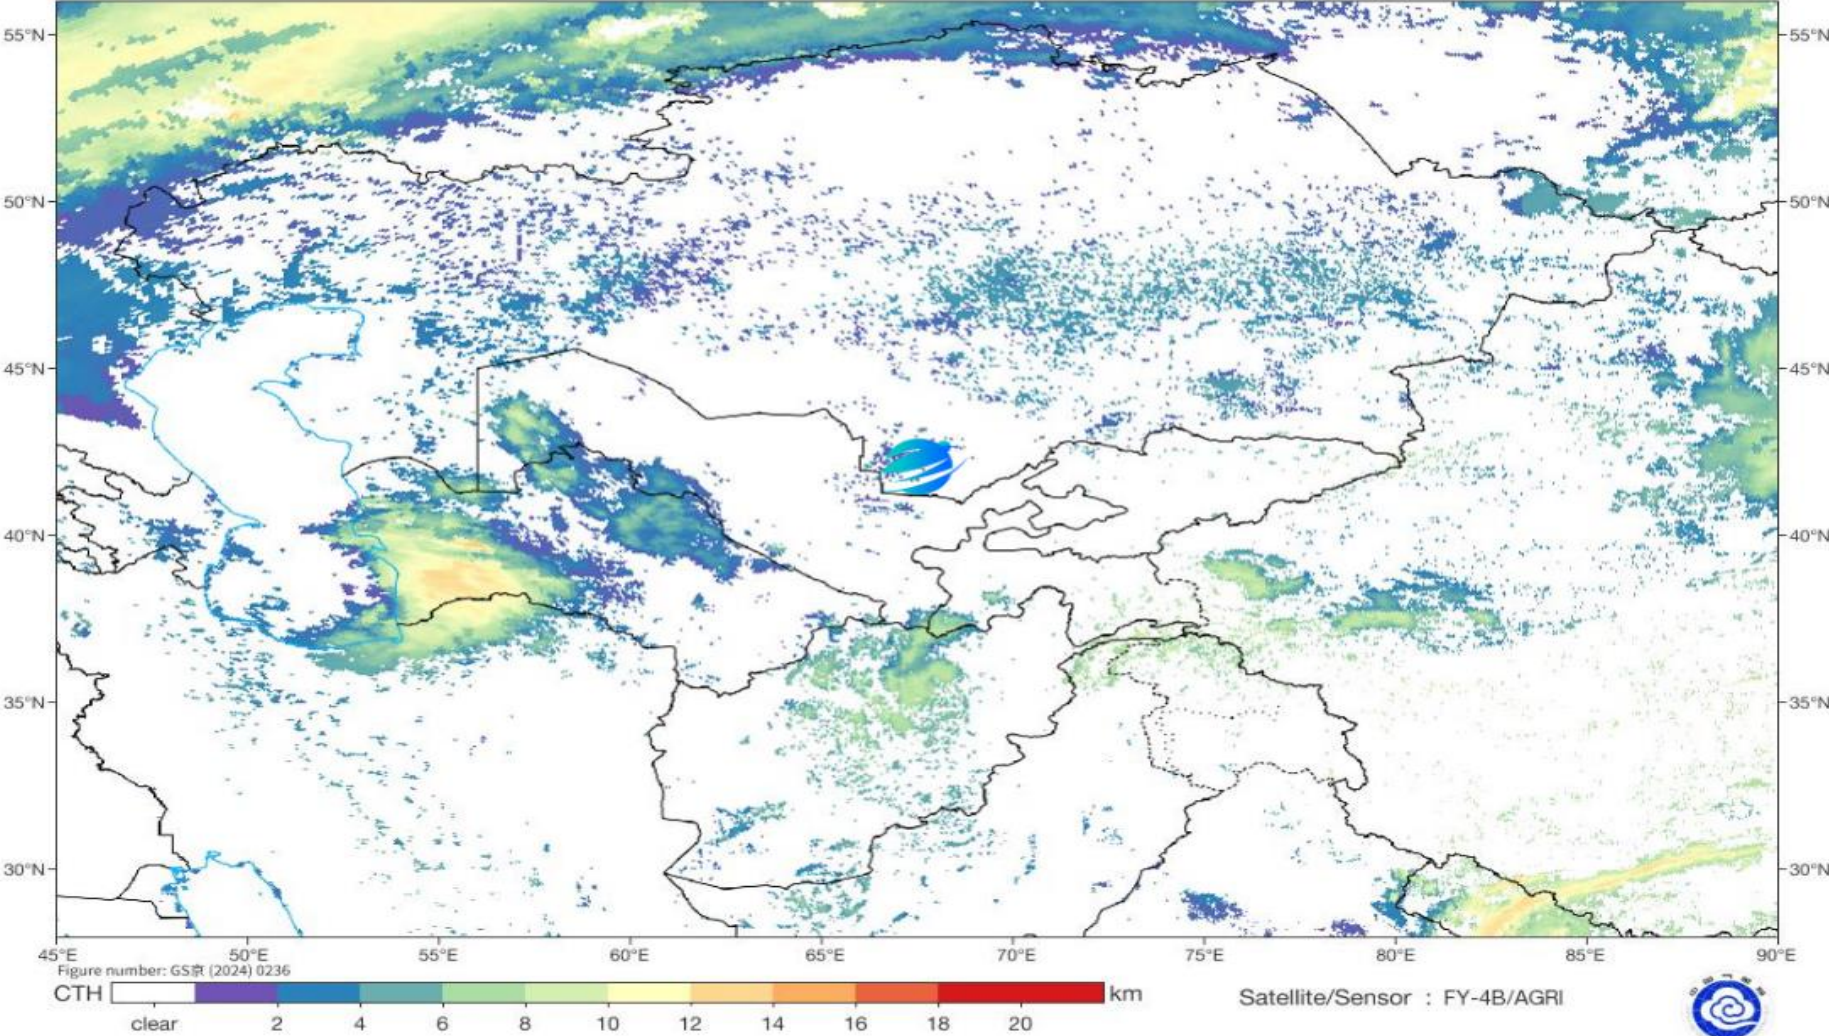 55°N
55°N
50°N
50°N
45°N
45°N
40°N
40°N
35°N
35°N
30°N
30°N
45°E 50°E 55°E 60°E 65°E 70°E 75°E 80°E 85°E 90°E
Figure number: GS京 (2024) 0236
CTH km
clear 2 4 6 8 10 12 14 16 18 20
Satellite/Sensor : FY-4B/AGRI